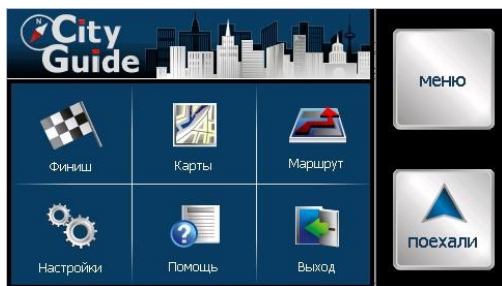 City
Guide
N
меню
Финиш
Карты
Маршрут
Настройки
Помощь
Выход
поехали